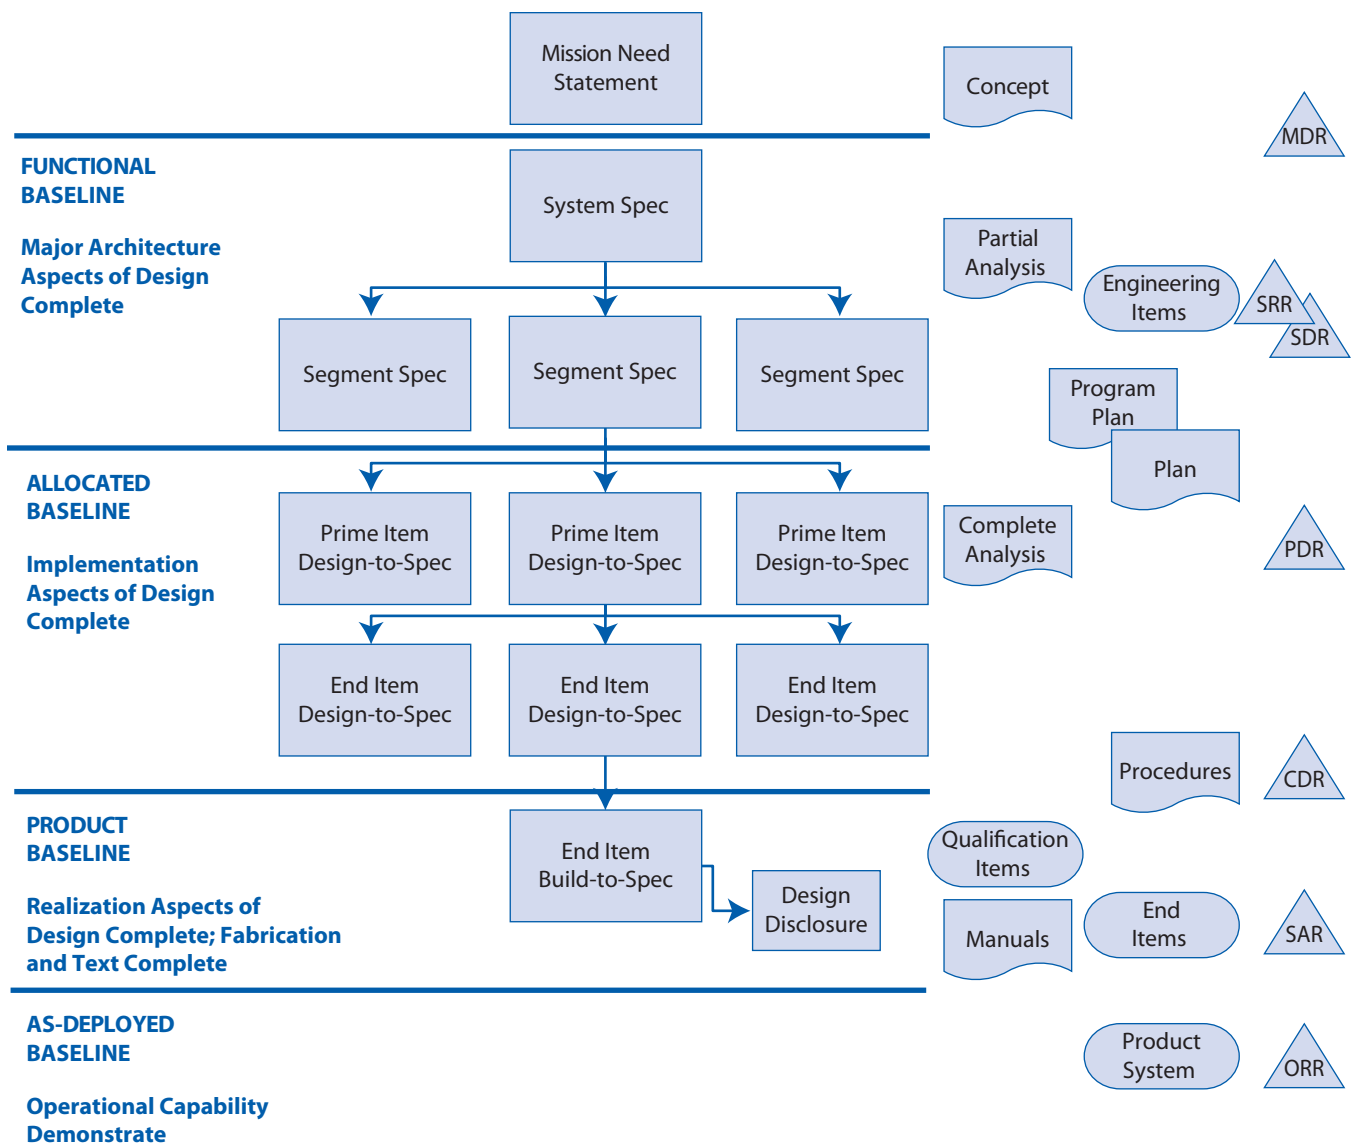 Mission Need
Statement
Concept
MDR
FUNCTIONAL
BASELINE
Major Architecture
Aspects of Design
Complete
System Spec
Partial
Analysis
Engineering
Items
SRR
SDR
Segment Spec
Segment Spec
Segment Spec
Program
Plan
Plan
ALLOCATED
BASELINE
Implementation
Aspects of Design
Complete
Prime Item
Design-to-Spec
Prime Item
Design-to-Spec
Prime Item
Design-to-Spec
Complete
Analysis
PDR
End Item
Design-to-Spec
End Item
Design-to-Spec
End Item
Design-to-Spec
Procedures
CDR
PRODUCT
BASELINE
Realization Aspects of
Design Complete; Fabrication
and Text Complete
End Item
Build-to-Spec
Design
Disclosure
Qualification
Items
Manuals
End
Items
SAR
AS-DEPLOYED
BASELINE
Operational Capability
Demonstrate
Product
System
ORR